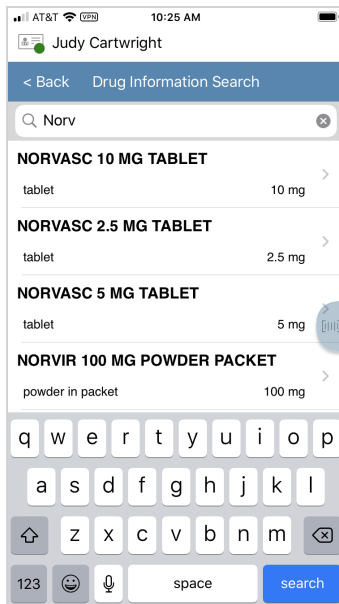 AT&T VPN 10:25 AM
Judy Cartwright
< Back Drug Information Search
Norv
NORVASC 10 MG TABLET
tablet 10 mg
NORVASC 2.5 MG TABLET
tablet 2.5 mg
NORVASC 5 MG TABLET
tablet 5 mg
NORVIR 100 MG POWDER PACKET
powder in packet 100 mg
q w e r t y u i o p
a s d f g h j k l
z x c v b n m
123 space search